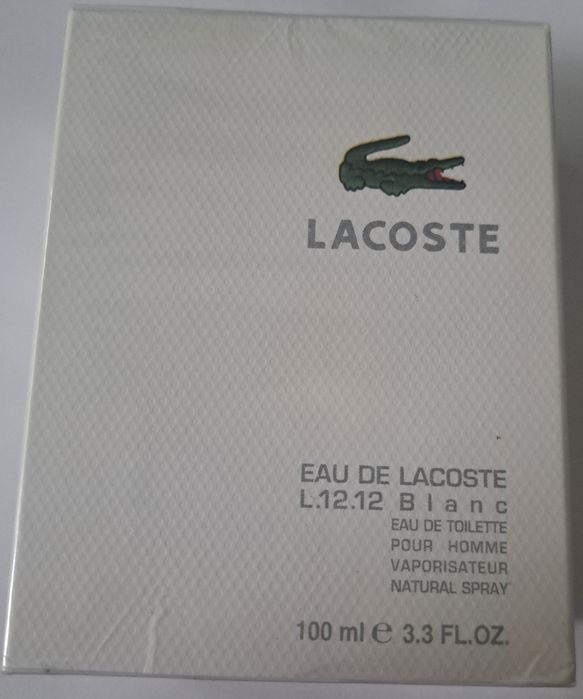 LACOSTE
EAU DE LACOSTE
L.12.12 Blanc
EAU DE TOILETTE
POUR HOMME
VAPORISATEUR
NATURAL SPRAY
100 ml ℮ 3.3 FL.OZ.